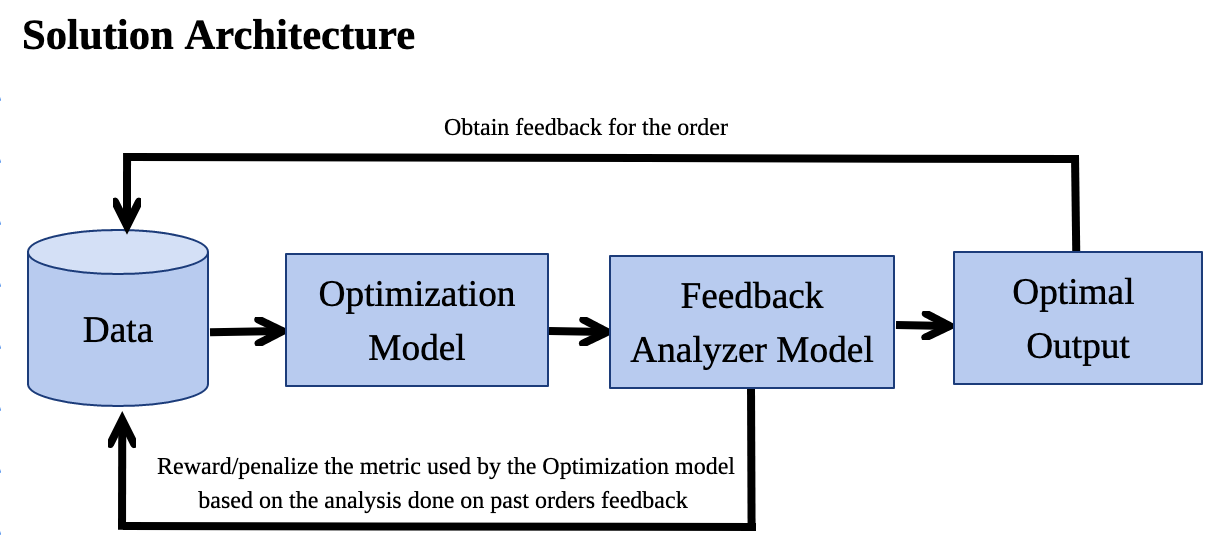 Solution Architecture
Obtain feedback for the order
Data
Optimization
Model
Feedback
Analyzer Model
Optimal
Output
Reward/penalize the metric used by the Optimization model
based on the analysis done on past orders feedback